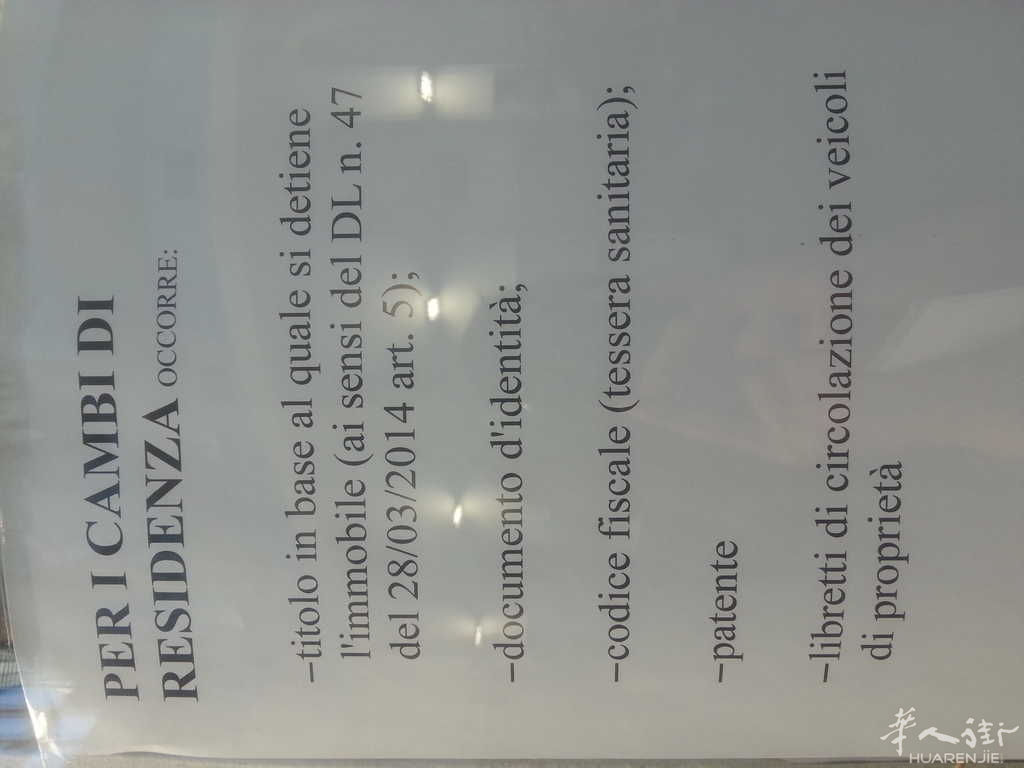 PER I CAMBI DI
RESIDENZA OCCORRE:
–titolo in base al quale si detiene
l'immobile (ai sensi del DL n. 47
del 28/03/2014 art. 5);
–documento d'identità;
–codice fiscale (tessera sanitaria);
–patente
–libretti di circolazione dei veicoli
di proprietà
华人街
HUARENJIE